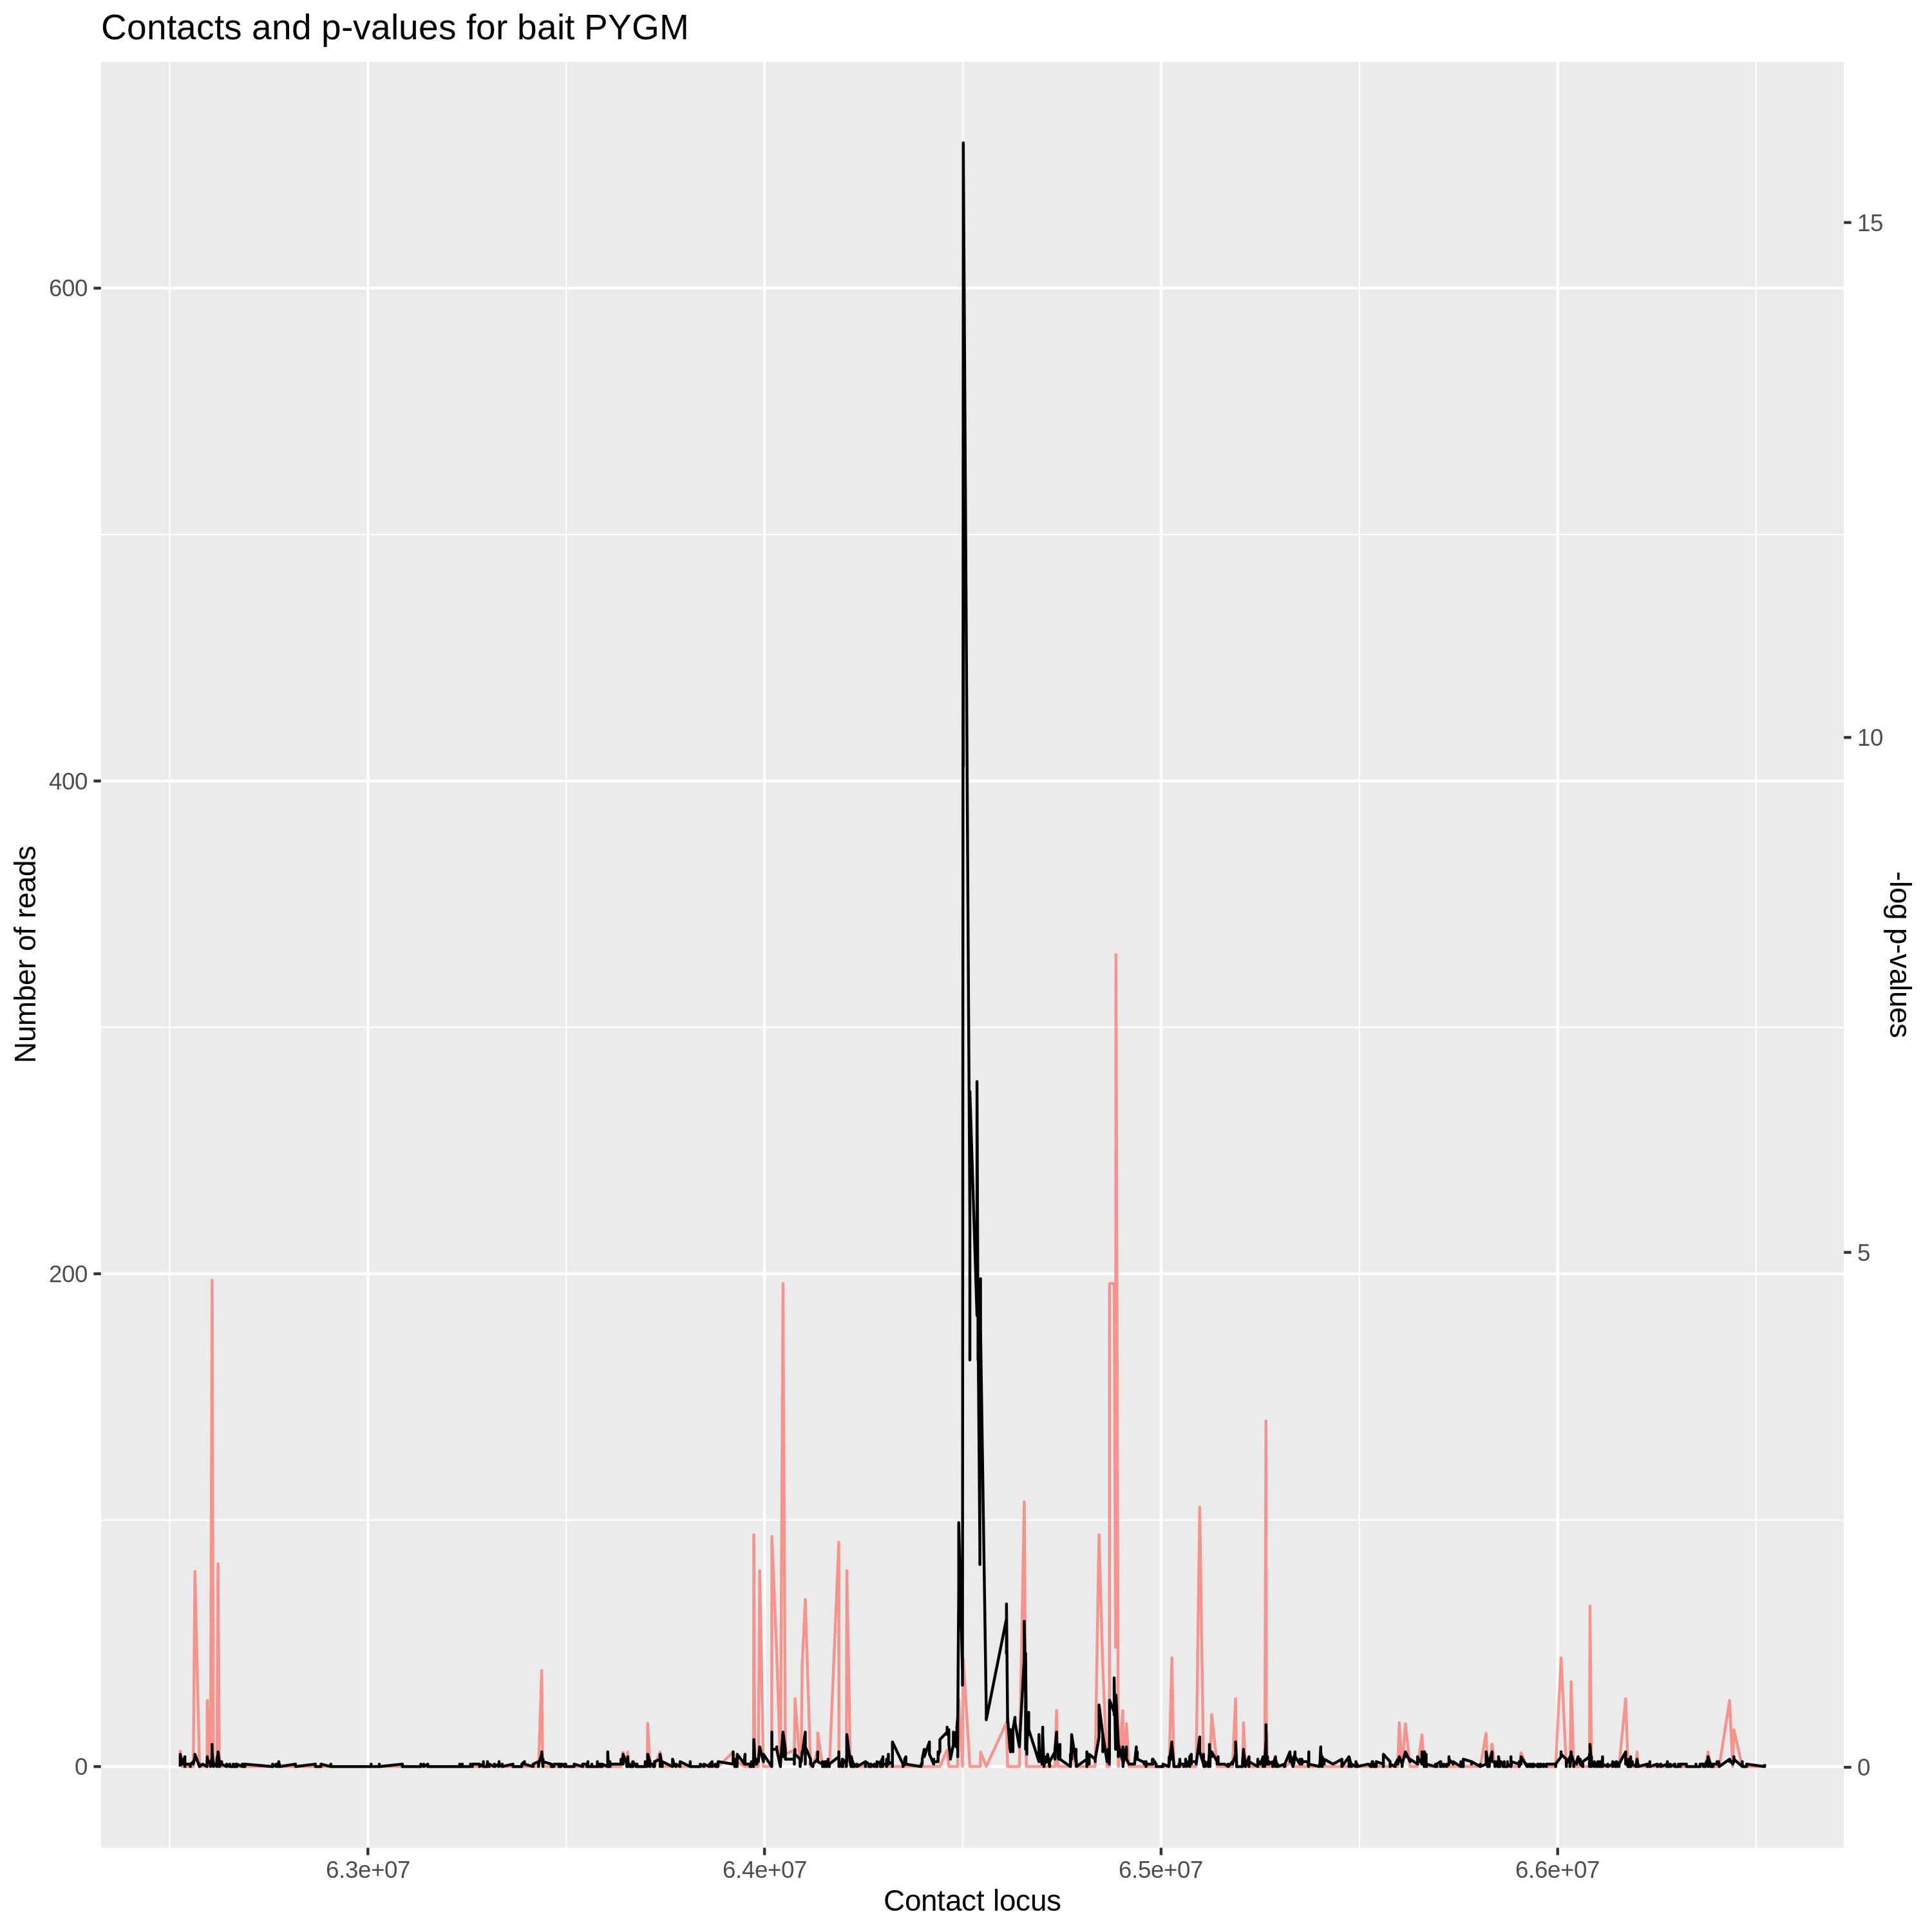 Contacts and p-values for bait PYGM
Number of reads
600
400
200
0
15
10
5
0
-log p-values
6.3e+07
6.4e+07
6.5e+07
6.6e+07
Contact locus